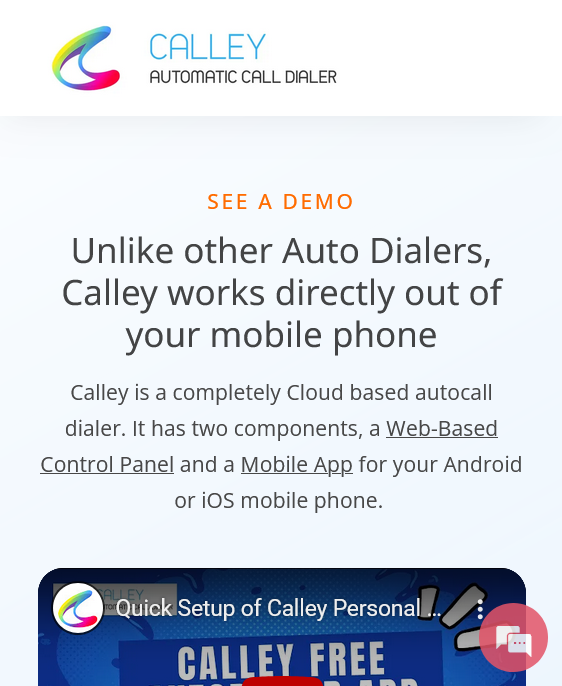 CALLEY
AUTOMATIC CALL DIALER
SEE A DEMO
Unlike other Auto Dialers,
Calley works directly out of
your mobile phone
Calley is a completely Cloud based autocall
dialer. It has two components, a Web-Based
Control Panel and a Mobile App for your Android
or iOS mobile phone.
CALLEY
Quick Setup of Calley Personal ...
CALLEY FREE